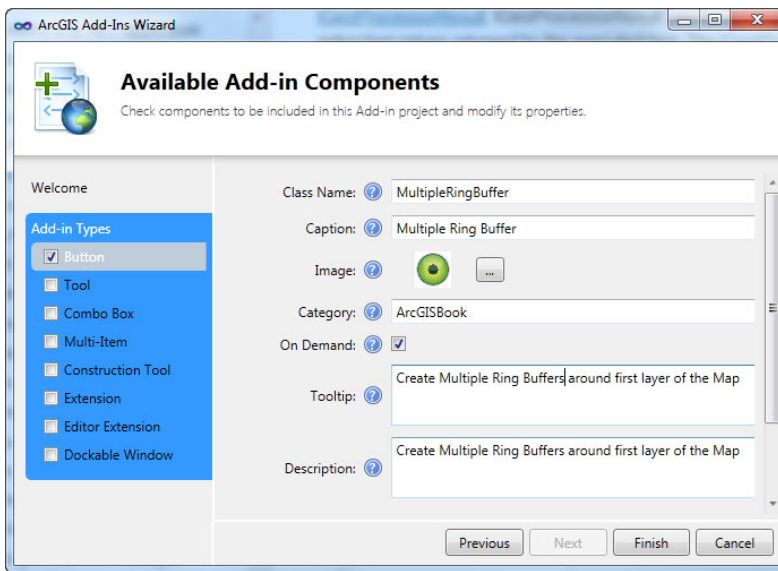 ArcGIS Add-Ins Wizard
Available Add-in Components
Check components to be included in this Add-in project and modify its properties.
Welcome
Add-in Types
Button
Tool
Combo Box
Multi-Item
Construction Tool
Extension
Editor Extension
Dockable Window
Class Name: MultipleRingBuffer
Caption: Multiple Ring Buffer
Image: ...
Category: ArcGISBook
On Demand:
Tooltip: Create Multiple Ring Buffers around first layer of the Map
Description: Create Multiple Ring Buffers around first layer of the Map
Previous Next Finish Cancel